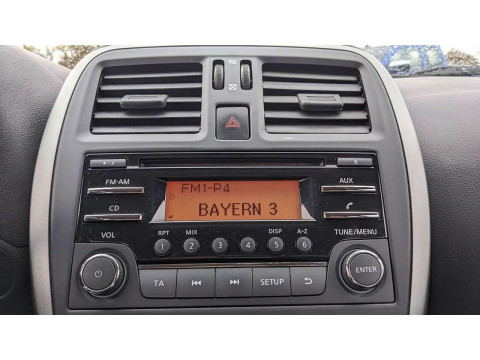 FM·AM
FM1-P4
AUX
CD
BAYERN 3
VOL
RPT MIX DISP A-Z
TUNE/MENU
1 2 3 4 5 6
TA
SETUP
ENTER